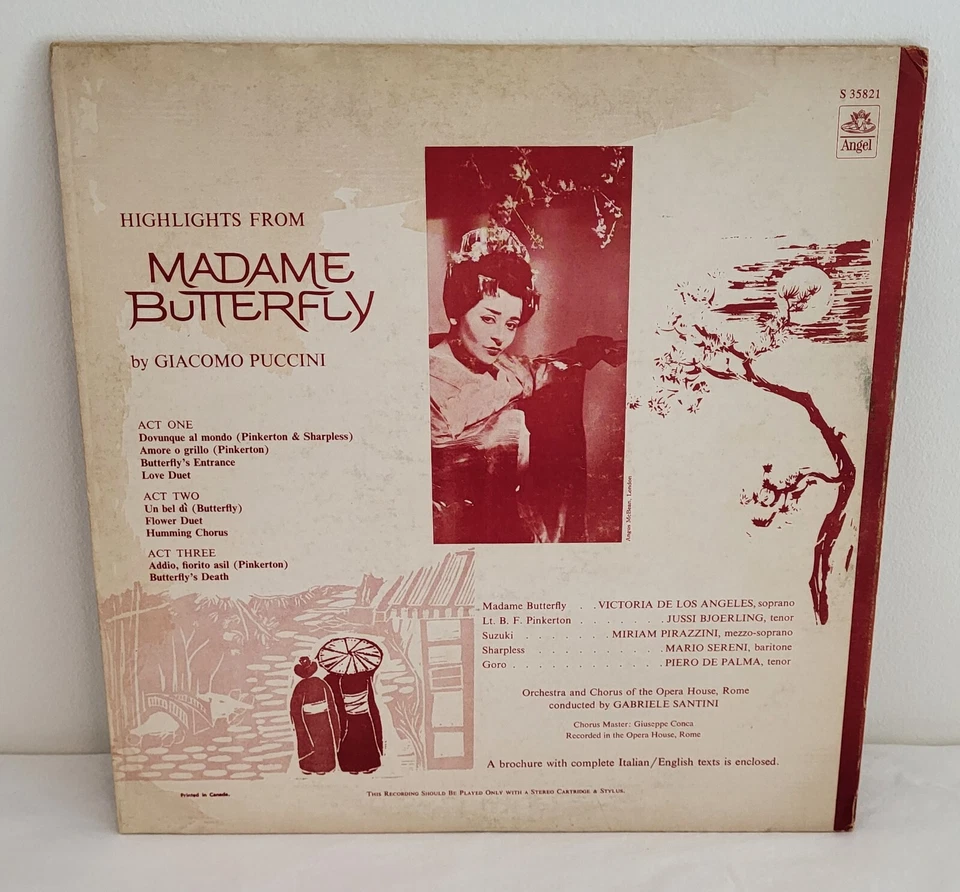 S 35821
Angel
HIGHLIGHTS FROM
MADAME
BUTTERFLY
by GIACOMO PUCCINI
ACT ONE
Dovunque al mondo (Pinkerton & Sharpless)
Amore o grillo (Pinkerton)
Butterfly's Entrance
Love Duet
ACT TWO
Un bel dì (Butterfly)
Flower Duet
Humming Chorus
ACT THREE
Addio, fiorito asil (Pinkerton)
Butterfly's Death
Angus McBean, London
Madame Butterfly . . VICTORIA DE LOS ANGELES, soprano
Lt. B. F. Pinkerton . . . . . . . . JUSSI BJOERLING, tenor
Suzuki . . . . . . . MIRIAM PIRAZZINI, mezzo-soprano
Sharpless . . . . . . . . . . . . MARIO SERENI, baritone
Goro . . . . . . . . . . . . . PIERO DE PALMA, tenor
Orchestra and Chorus of the Opera House, Rome
conducted by GABRIELE SANTINI
Chorus Master: Giuseppe Conca
Recorded in the Opera House, Rome
A brochure with complete Italian/English texts is enclosed.
Printed in Canada.
THIS RECORDING SHOULD BE PLAYED ONLY WITH A STEREO CARTRIDGE & STYLUS.